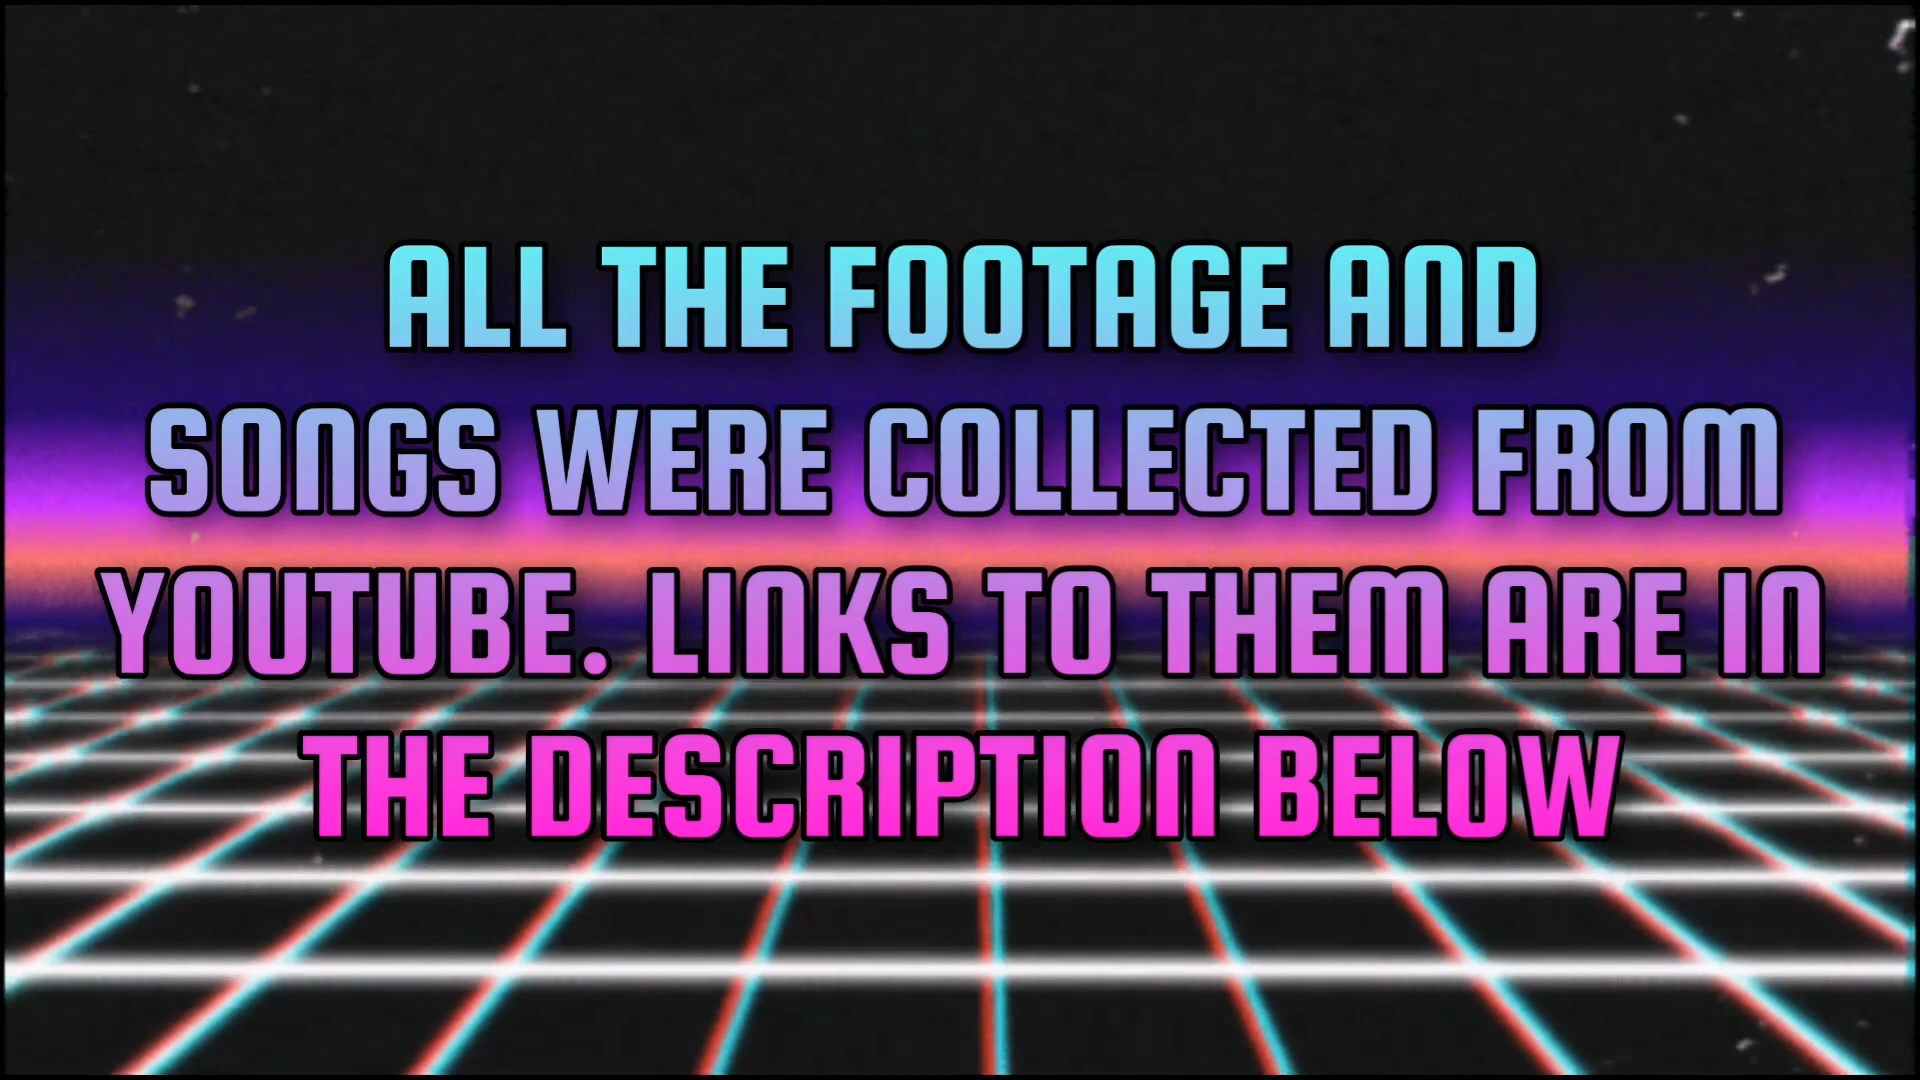 ALL THE FOOTAGE AND
SONGS WERE COLLECTED FROM
YOUTUBE. LINKS TO THEM ARE IN
THE DESCRIPTION BELOW